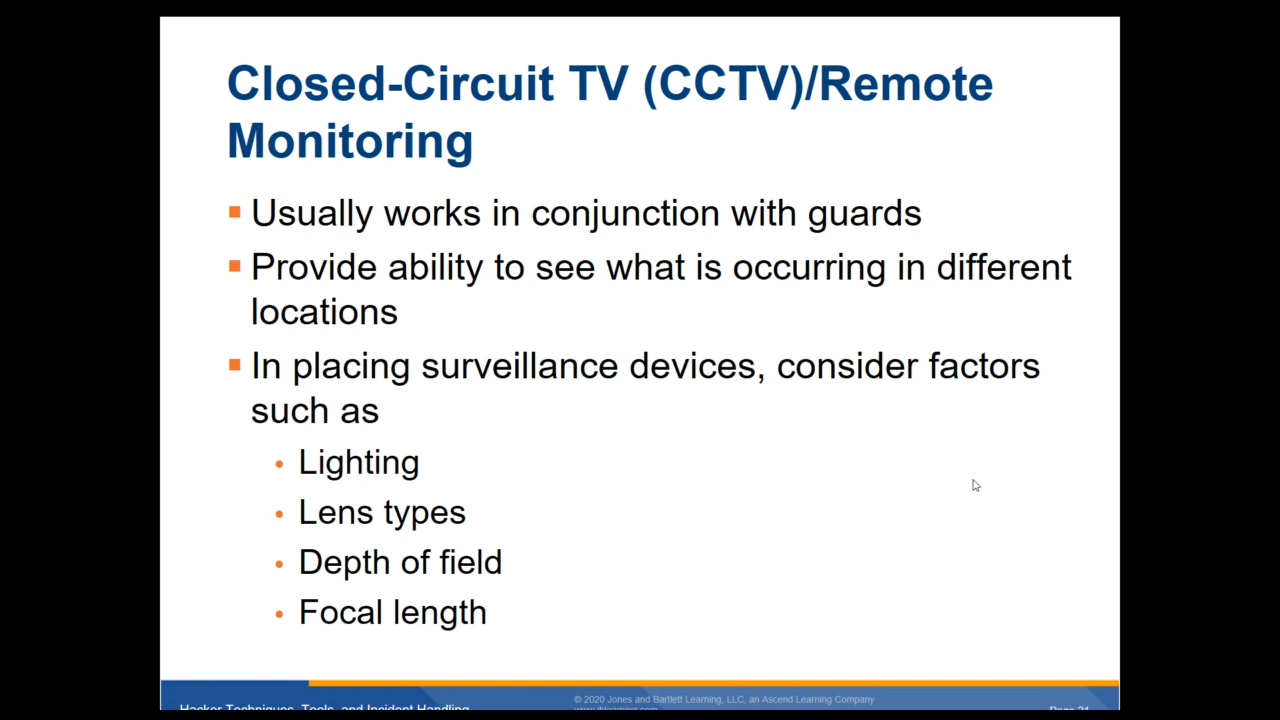 Closed-Circuit TV (CCTV)/Remote
Monitoring
Usually works in conjunction with guards
Provide ability to see what is occurring in different
locations
In placing surveillance devices, consider factors
such as
Lighting
Lens types
Depth of field
Focal length
© 2020 Jones and Bartlett Learning, LLC, an Ascend Learning Company
www.jblearning.com
Hacker Techniques, Tools, and Incident Handling
Page 21